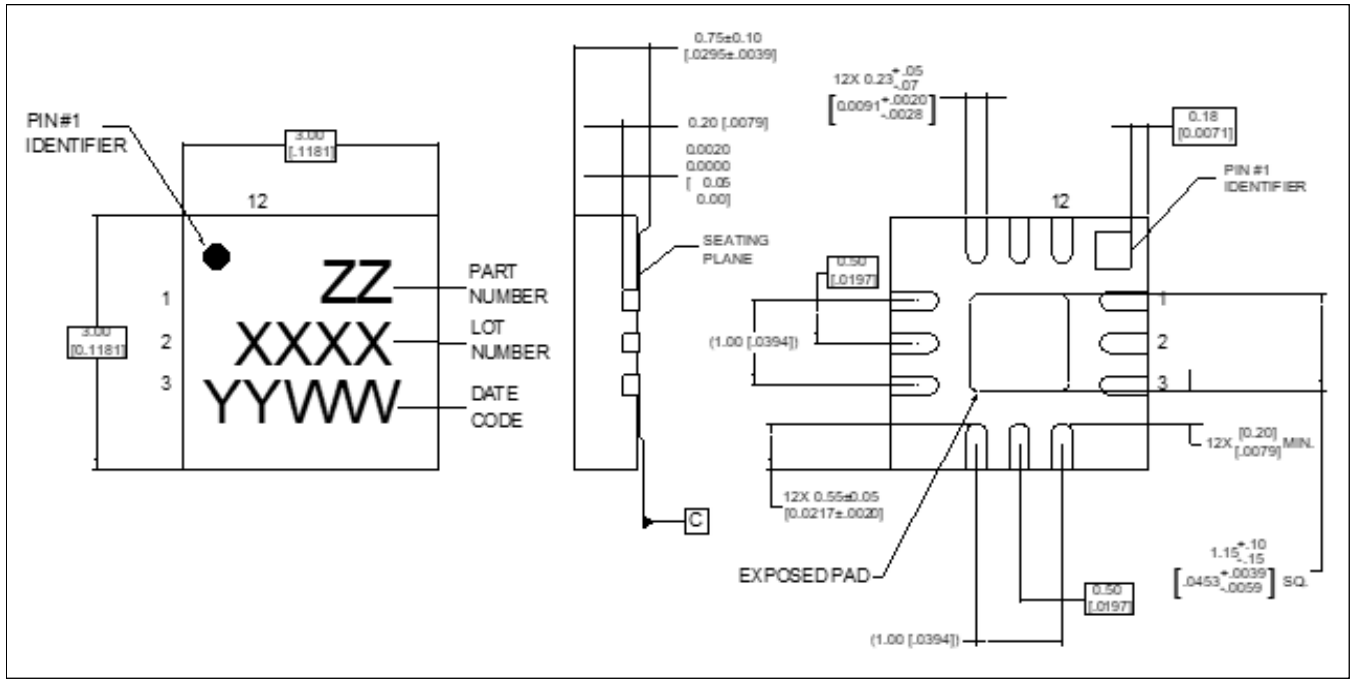 PIN#1
IDENTIFIER
3.00
[.1181]
12
3.00
[0.1181]
1
2
3
ZZ
XXXX
YYWW
PART
NUMBER
LOT
NUMBER
DATE
CODE
0.75±0.10
[.0295±.0039]
0.20 [.0079]
0.0020
0.0000
[ 0.05
0.00]
SEATING
PLANE
C
12X 0.23 +.05
-.07
[0.0091 +.0020
-.0028]
0.18
[0.0071]
PIN #1
IDENTIFIER
12
0.50
[.0197]
(1.00 [.0394])
1
2
3
12X [0.20]
[.0079] MIN.
12X 0.55±0.05
[0.0217±.0020]
EXPOSED PAD
1.15 +.10
-.15
[.0453 +.0039
-.0059] SQ.
0.50
[.0197]
(1.00 [.0394])